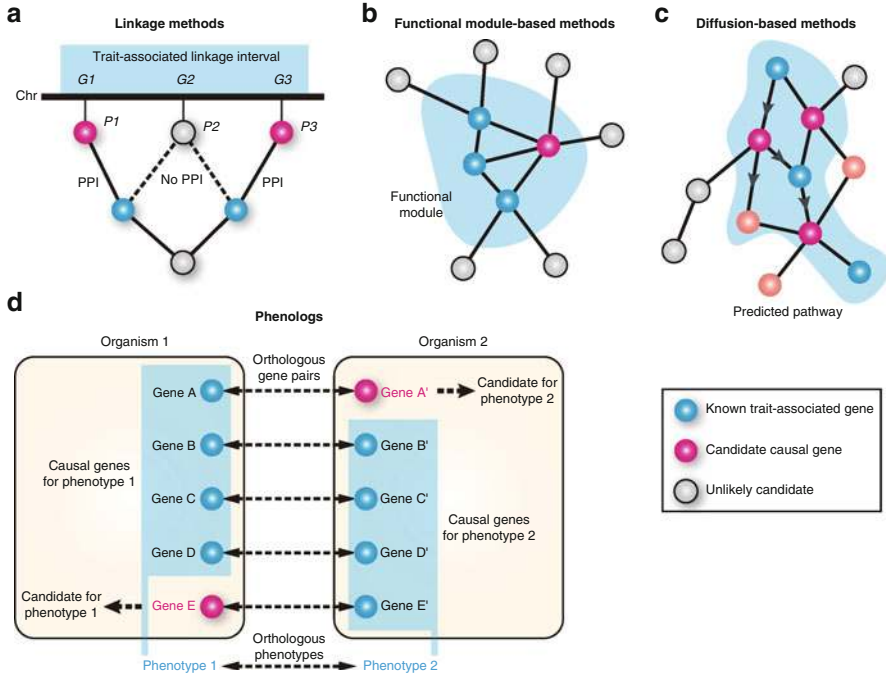 a
Linkage methods
Trait-associated linkage interval
G1
G2
G3
Chr
P1
P2
P3
PPI
No PPI
PPI
b
Functional module-based methods
Functional
module
c
Diffusion-based methods
Predicted pathway
d
Phenologs
Organism 1
Orthologous
gene pairs
Organism 2
Gene A
Gene A'
Candidate for
phenotype 2
Gene B
Gene B'
Causal genes
for phenotype 1
Gene C
Gene C'
Causal genes
for phenotype 2
Gene D
Gene D'
Candidate for
phenotype 1
Gene E
Gene E'
Orthologous
phenotypes
Phenotype 1
Phenotype 2
Known trait-associated gene
Candidate causal gene
Unlikely candidate